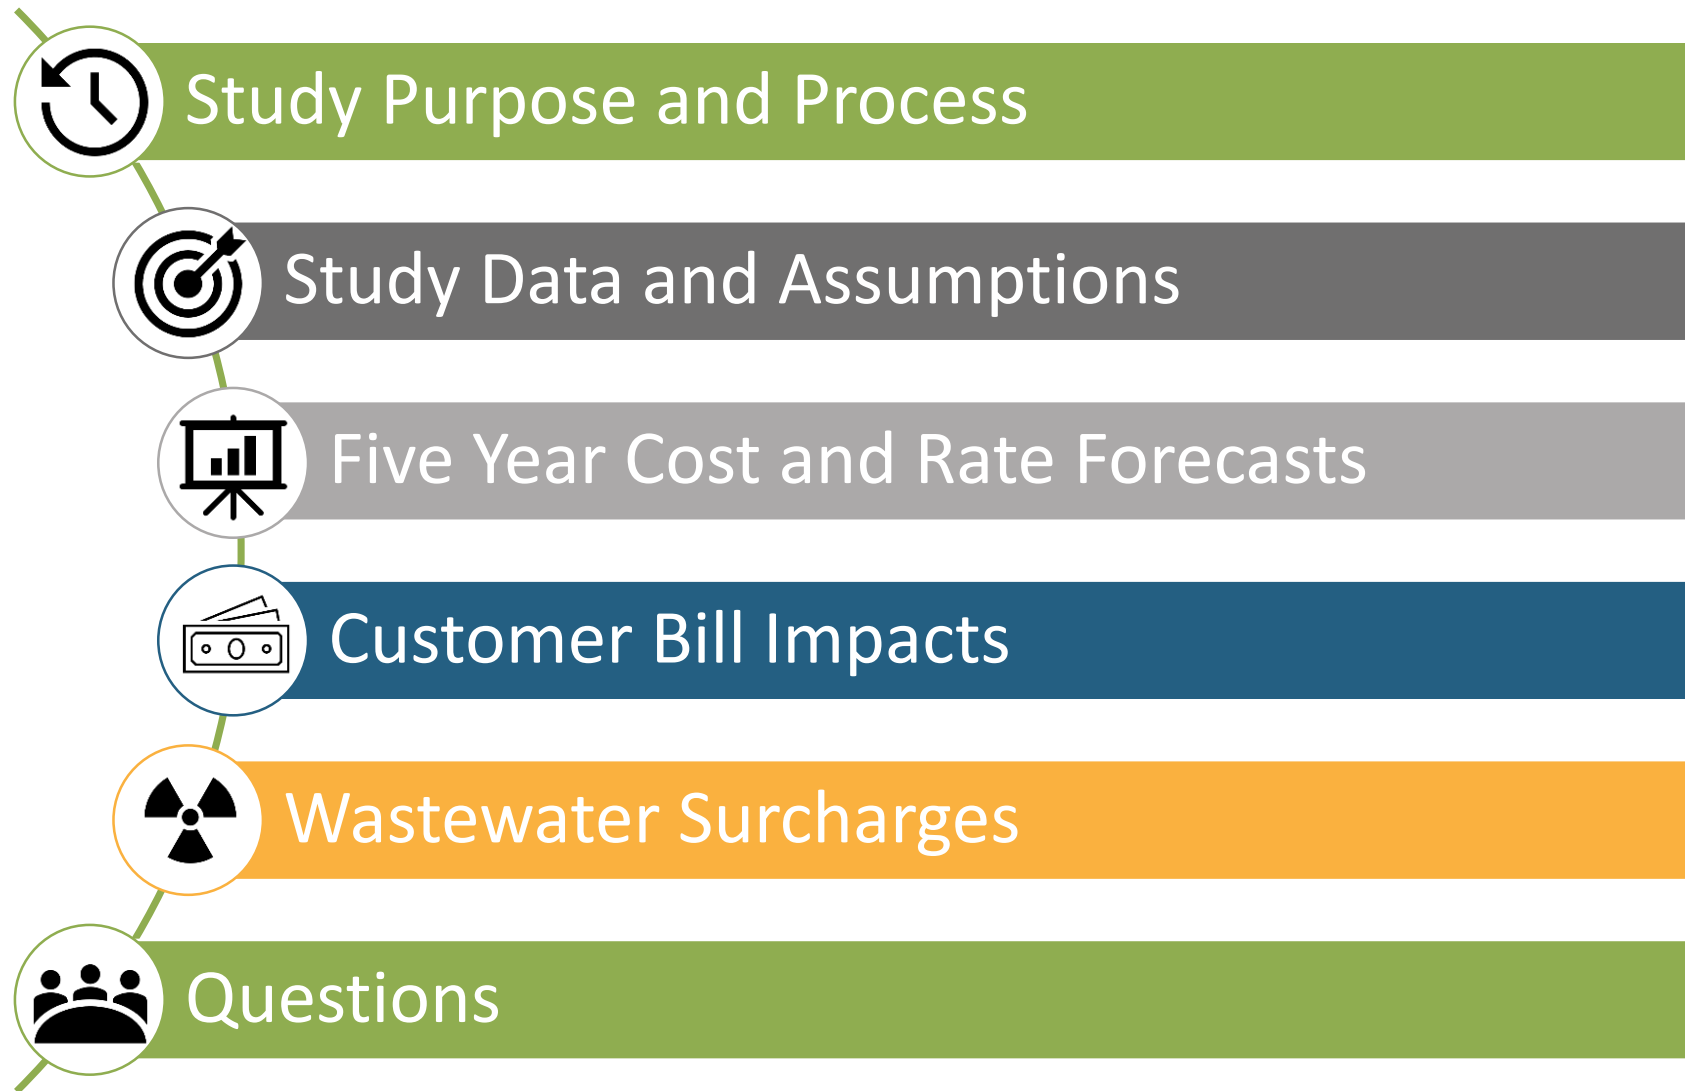 Study Purpose and Process
Study Data and Assumptions
Five Year Cost and Rate Forecasts
Customer Bill Impacts
Wastewater Surcharges
Questions